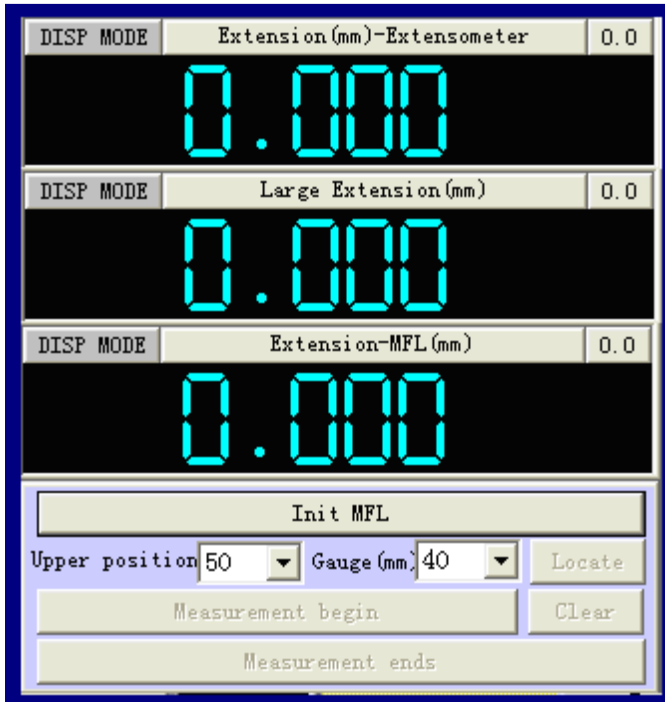 DISP MODE Extension(mm)-Extensometer 0.0
0.000
DISP MODE Large Extension(mm) 0.0
0.000
DISP MODE Extension-MFL(mm) 0.0
0.000
Init MFL
Upper position 50 Gauge(mm) 40 Locate
Measurement begin Clear
Measurement ends